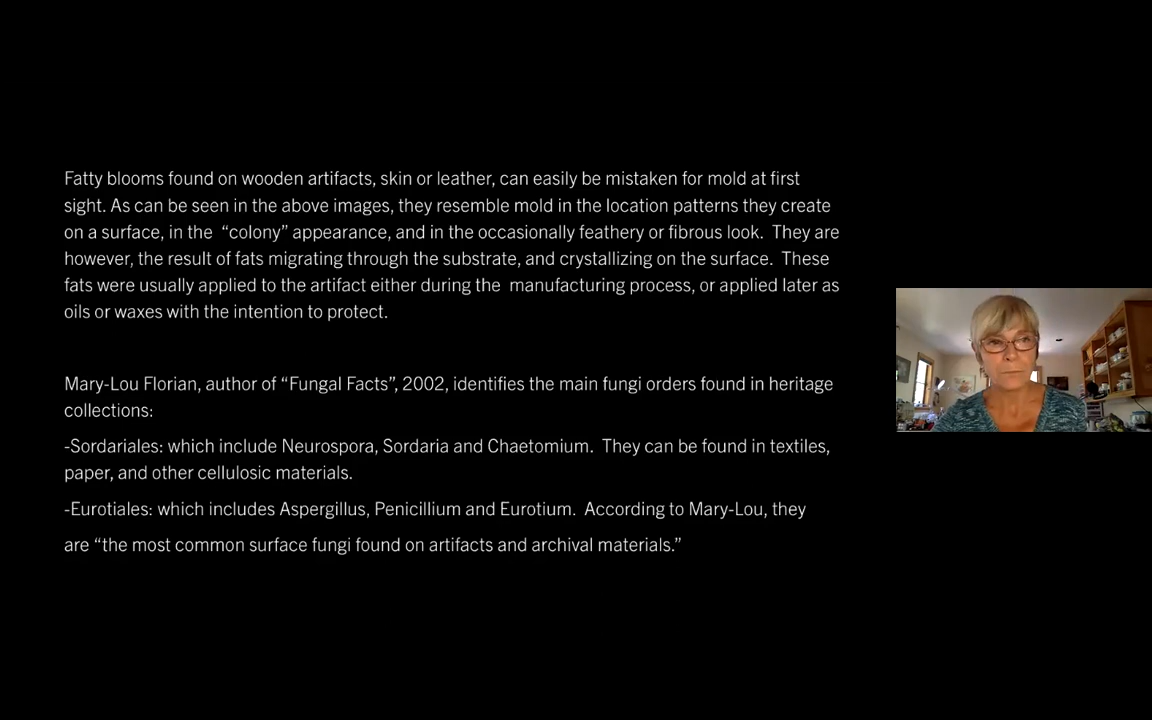 Fatty blooms found on wooden artifacts, skin or leather, can easily be mistaken for mold at first
sight. As can be seen in the above images, they resemble mold in the location patterns they create
on a surface, in the “colony” appearance, and in the occasionally feathery or fibrous look. They are
however, the result of fats migrating through the substrate, and crystallizing on the surface. These
fats were usually applied to the artifact either during the manufacturing process, or applied later as
oils or waxes with the intention to protect.
Mary-Lou Florian, author of “Fungal Facts”, 2002, identifies the main fungi orders found in heritage
collections:
-Sordariales: which include Neurospora, Sordaria and Chaetomium. They can be found in textiles,
paper, and other cellulosic materials.
-Eurotiales: which includes Aspergillus, Penicillium and Eurotium. According to Mary-Lou, they
are “the most common surface fungi found on artifacts and archival materials.”